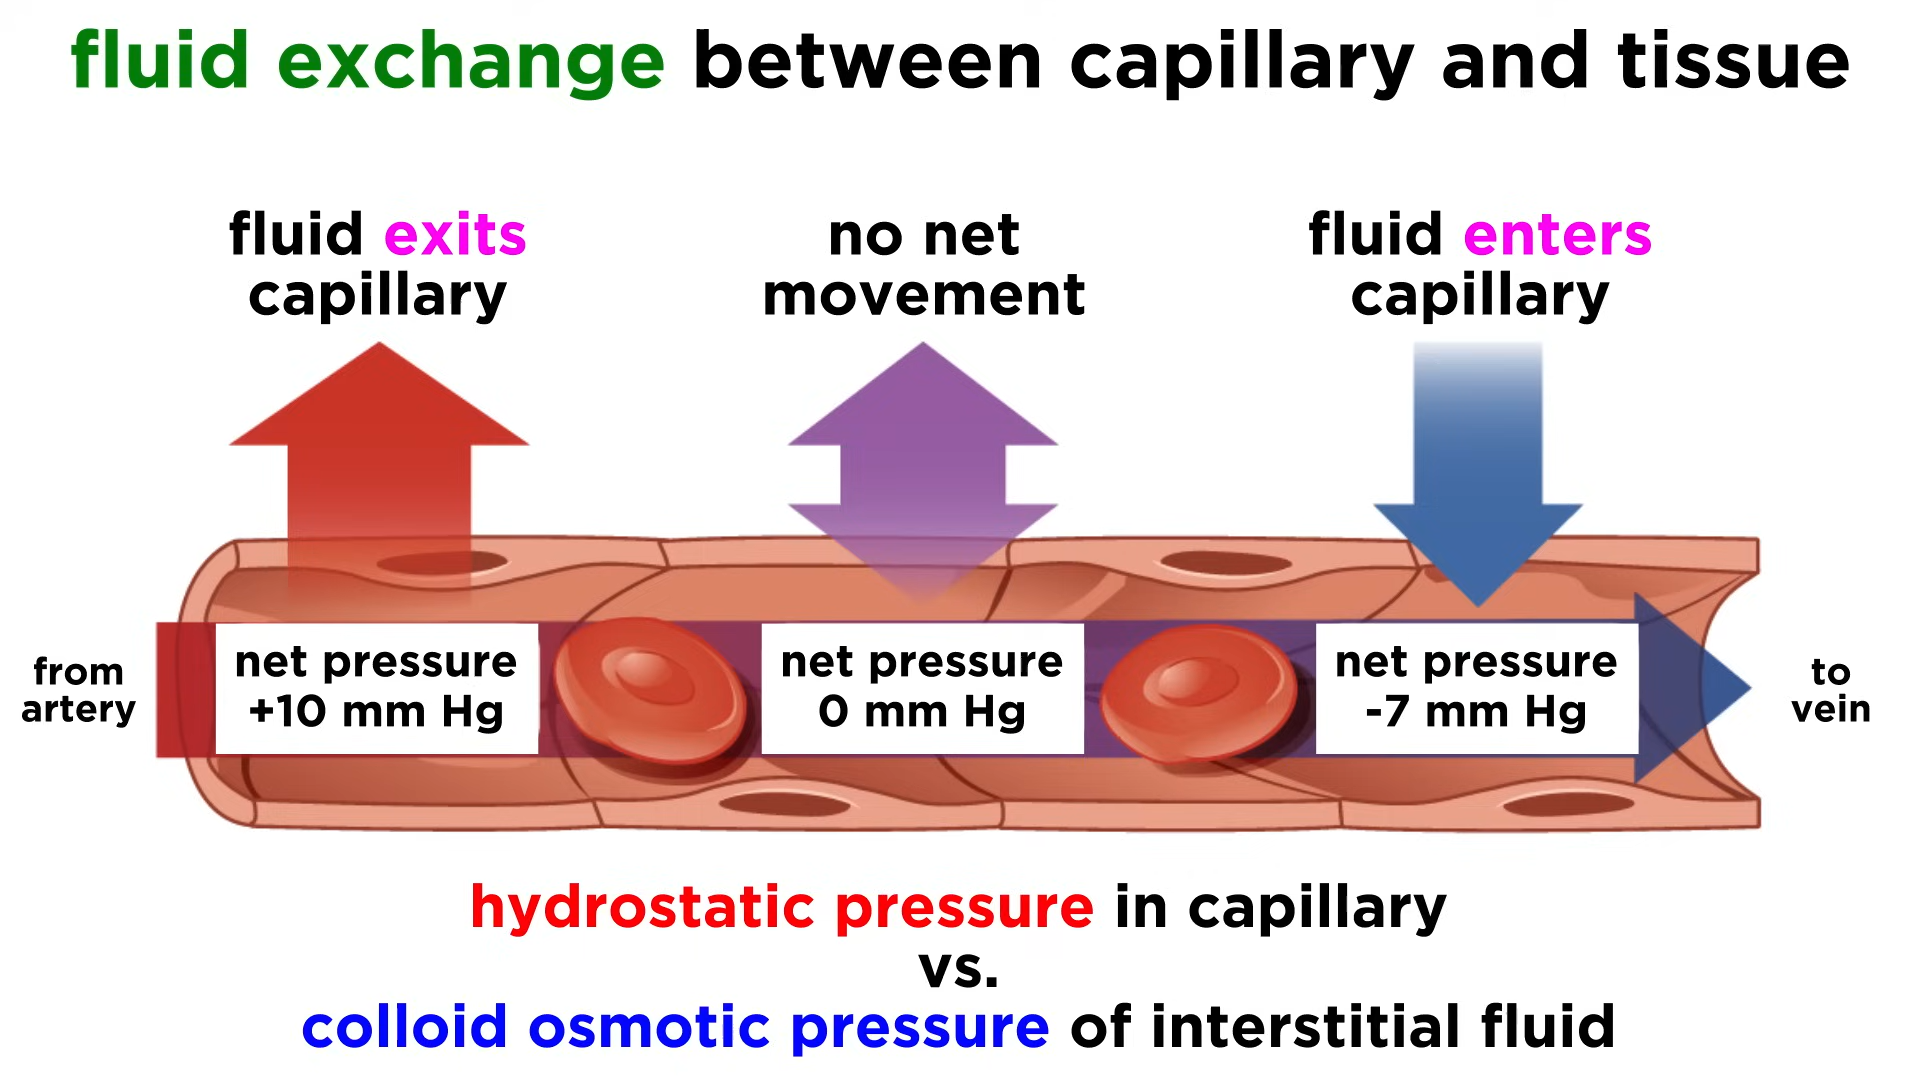 fluid exchange between capillary and tissue
fluid exits
capillary
no net
movement
fluid enters
capillary
from
artery
net pressure
+10 mm Hg
net pressure
0 mm Hg
net pressure
-7 mm Hg
to
vein
hydrostatic pressure in capillary
vs.
colloid osmotic pressure of interstitial fluid